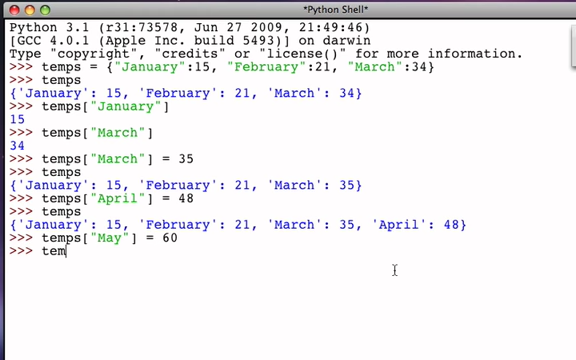 *Python Shell*
Python 3.1 (r31:73578, Jun 27 2009, 21:49:46)
[GCC 4.0.1 (Apple Inc. build 5493)] on darwin
Type "copyright", "credits" or "license()" for more information.
>>> temps = {"January":15, "February":21, "March":34}
>>> temps
{'January': 15, 'February': 21, 'March': 34}
>>> temps["January"]
15
>>> temps["March"]
34
>>> temps["March"] = 35
>>> temps
{'January': 15, 'February': 21, 'March': 35}
>>> temps["April"] = 48
>>> temps
{'January': 15, 'February': 21, 'March': 35, 'April': 48}
>>> temps["May"] = 60
>>> tem